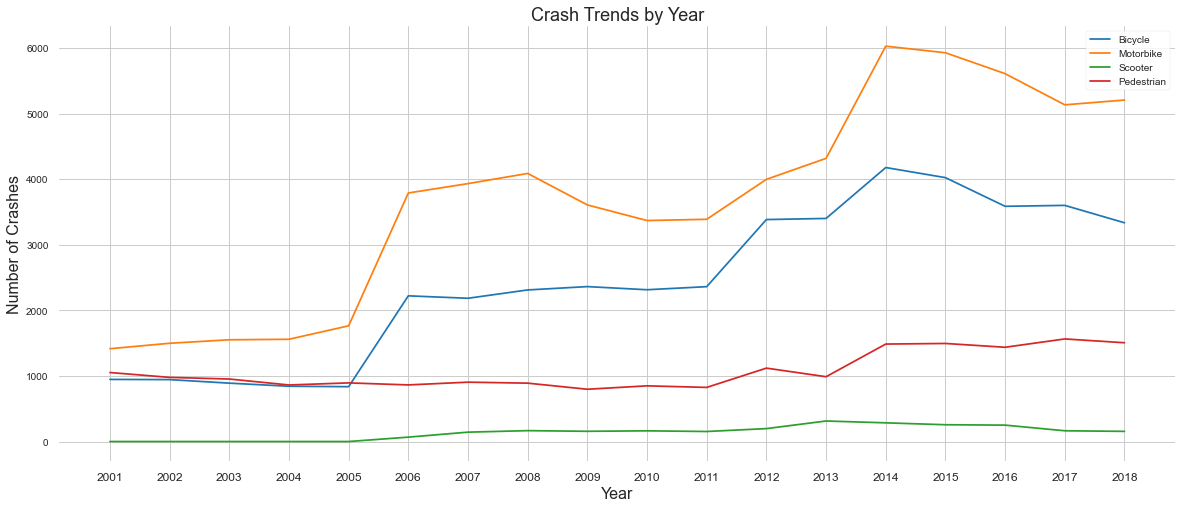 Crash Trends by Year
Bicycle
Motorbike
Scooter
Pedestrian
Number of Crashes
6000
5000
4000
3000
2000
1000
0
2001 2002 2003 2004 2005 2006 2007 2008 2009 2010 2011 2012 2013 2014 2015 2016 2017 2018
Year